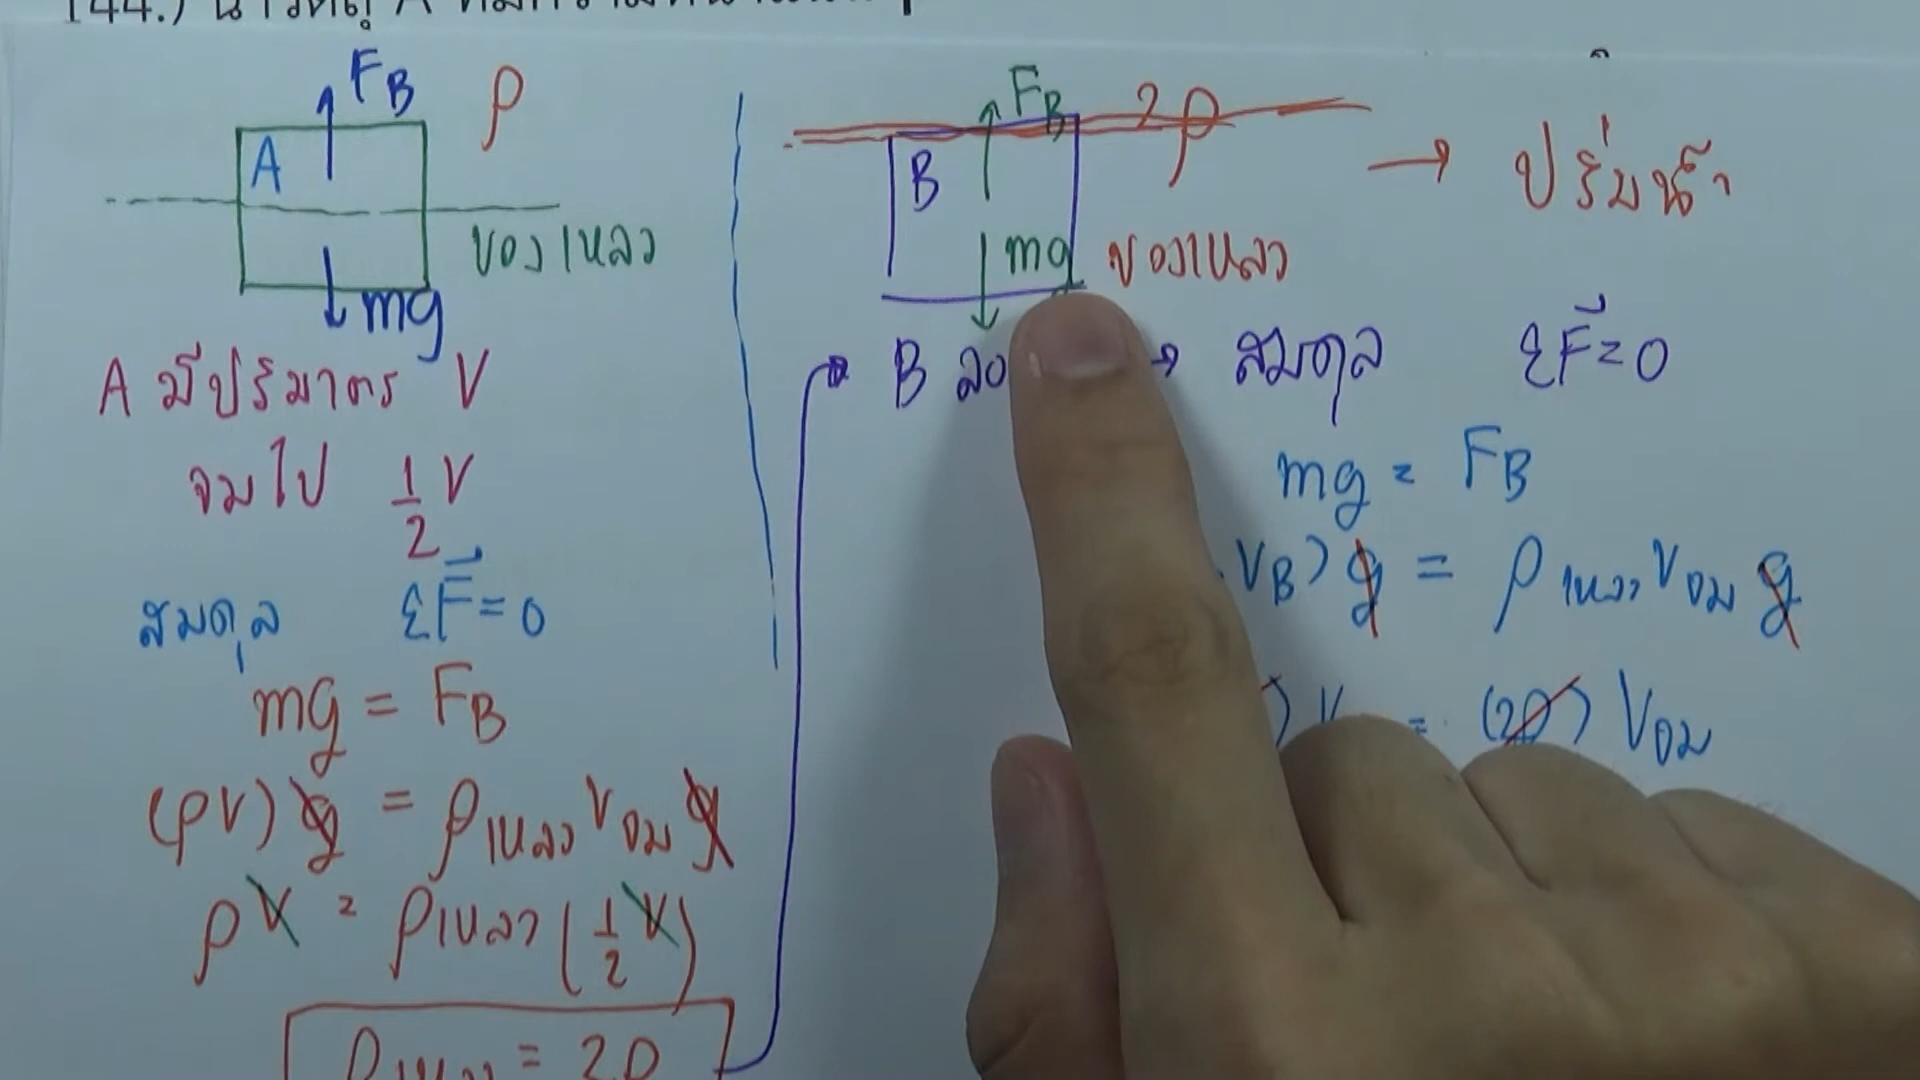 F_B ρ
A
ของเหลว
mg
A มีปริมาตร V
จมไป 1/2 V
สมดุล ΣF = 0
mg = F_B
(ρV)g = ρเหลว Vจม g
ρV = ρเหลว (1/2 V)
ρเหลว = 2ρ
F_B 2ρ → ปริ่มน้ำ
B
mg ของเหลว
B → สมดุล ΣF = 0
mg = F_B
V_B)g = ρเหลว Vจม g
= (2ρ) Vจม